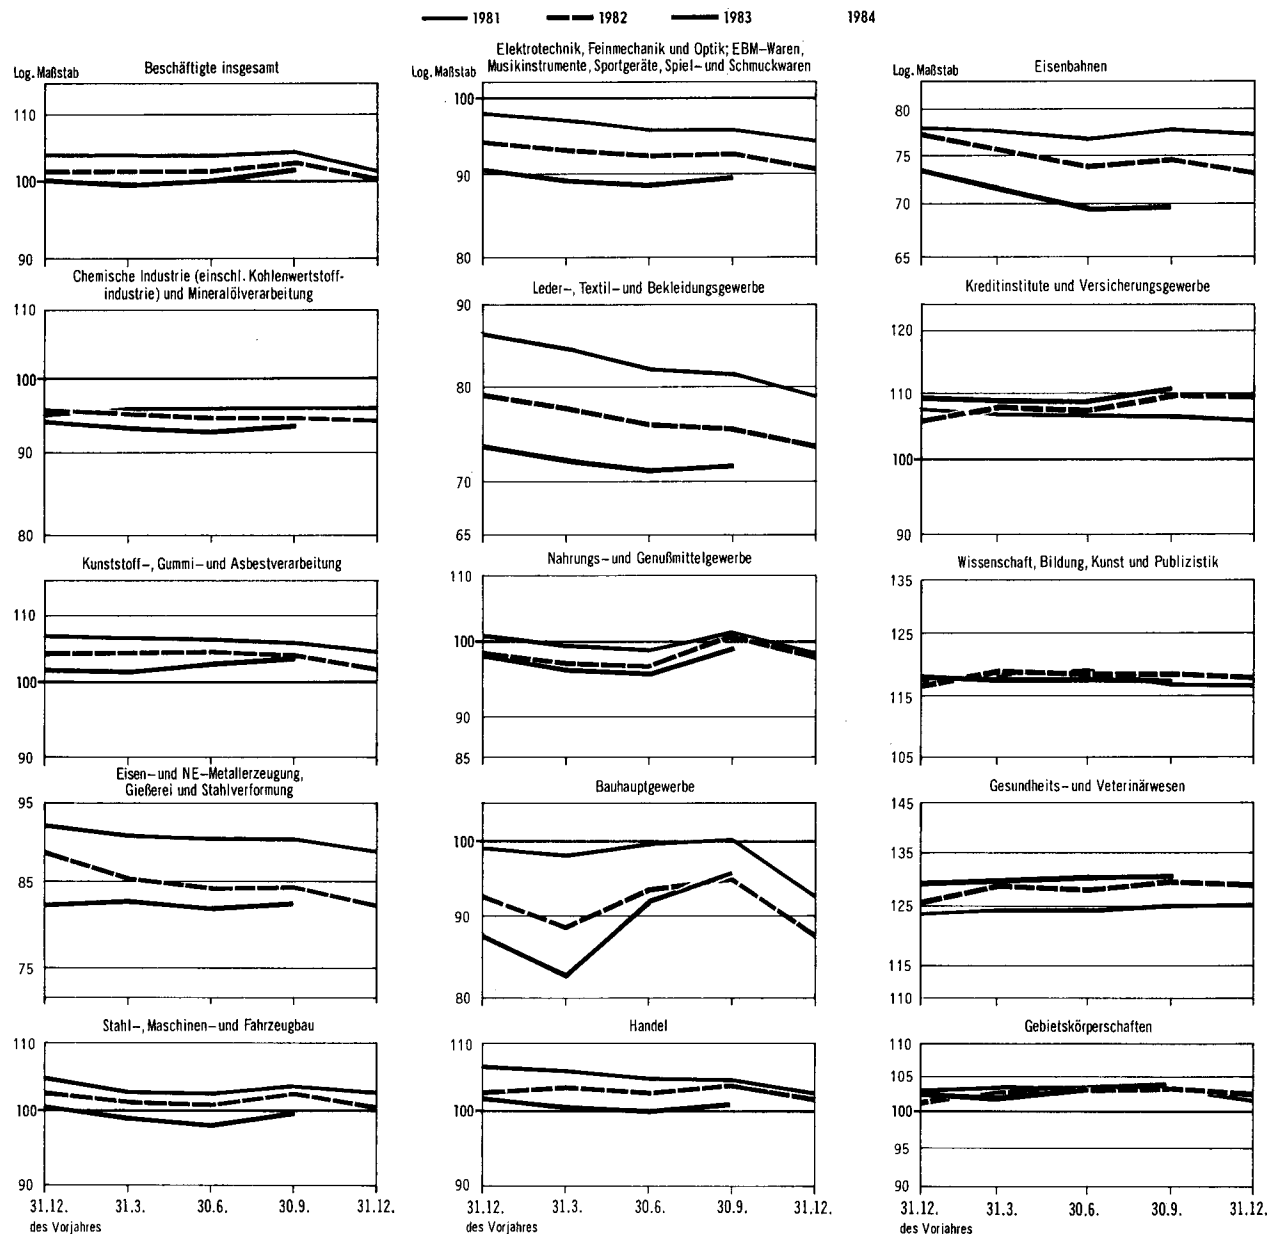 1981 1982 1983 1984
Log. Maßstab
Beschäftigte insgesamt
110
100
90
Chemische Industrie (einschl. Kohlenwertstoff-
industrie) und Mineralölverarbeitung
110
100
90
80
Kunststoff-, Gummi- und Asbestverarbeitung
110
100
90
Eisen- und NE-Metallerzeugung,
Gießerei und Stahlverformung
95
85
75
Stahl-, Maschinen- und Fahrzeugbau
110
100
90
31.12. 31.3. 30.6. 30.9. 31.12.
des Vorjahres
Log. Maßstab
Elektrotechnik, Feinmechanik und Optik; EBM-Waren,
Musikinstrumente, Sportgeräte, Spiel- und Schmuckwaren
100
90
80
Leder-, Textil- und Bekleidungsgewerbe
90
80
70
65
Nahrungs- und Genußmittelgewerbe
110
100
90
85
Bauhauptgewerbe
100
90
80
Handel
110
100
90
31.12. 31.3. 30.6. 30.9. 31.12.
des Vorjahres
Log. Maßstab
Eisenbahnen
80
75
70
65
Kreditinstitute und Versicherungsgewerbe
120
110
100
90
Wissenschaft, Bildung, Kunst und Publizistik
135
125
115
105
Gesundheits- und Veterinärwesen
145
135
125
115
110
Gebietskörperschaften
110
105
100
95
90
31.12. 31.3. 30.6. 30.9. 31.12.
des Vorjahres